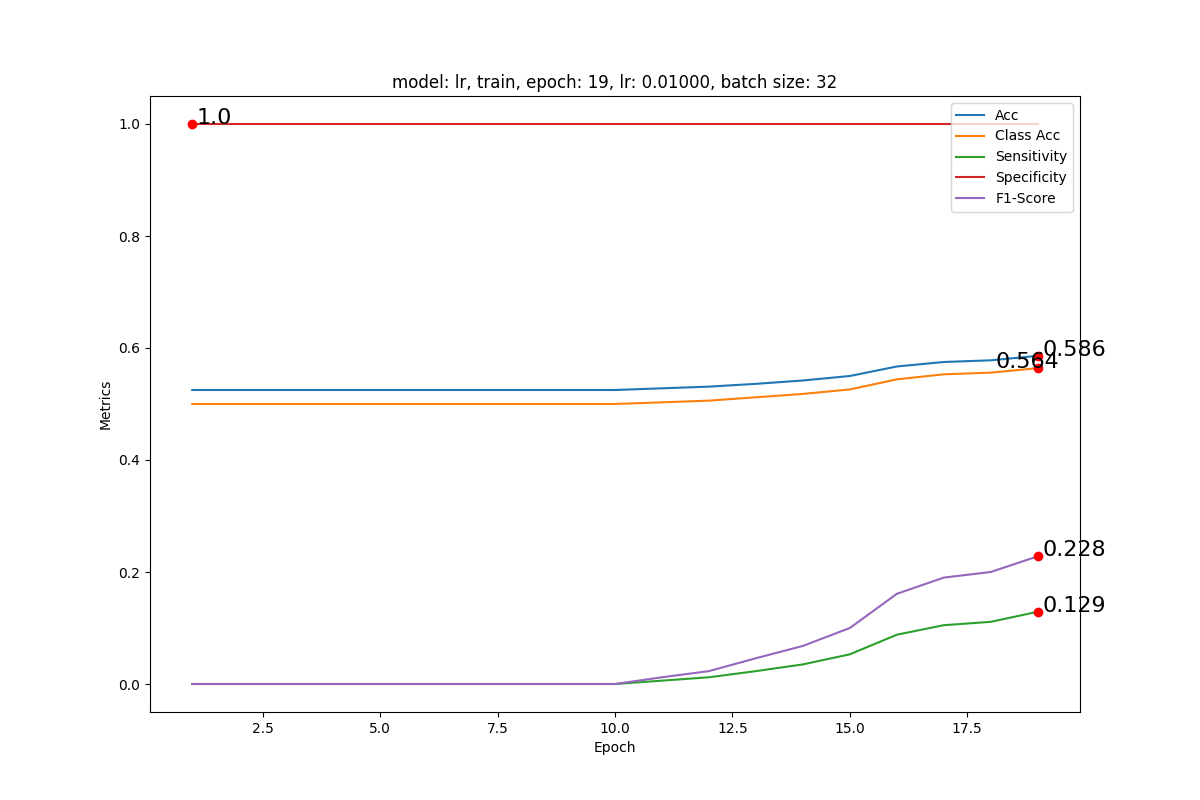 model: lr, train, epoch: 19, lr: 0.01000, batch size: 32
1.0
Acc
Class Acc
Sensitivity
Specificity
F1-Score
1.0
0.8
0.6
0.4
0.2
0.0
0.586
0.564
0.228
0.129
Metrics
2.5 5.0 7.5 10.0 12.5 15.0 17.5
Epoch